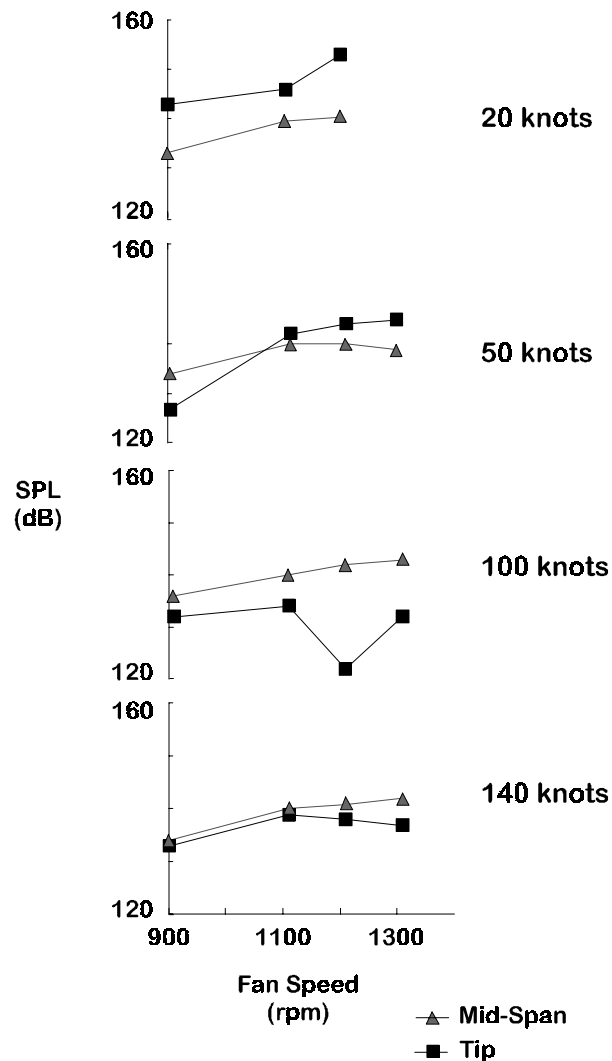 160
20 knots
120
160
50 knots
120
160
SPL
(dB)
100 knots
120
160
140 knots
120
900 1100 1300
Fan Speed
(rpm)
Mid-Span
Tip